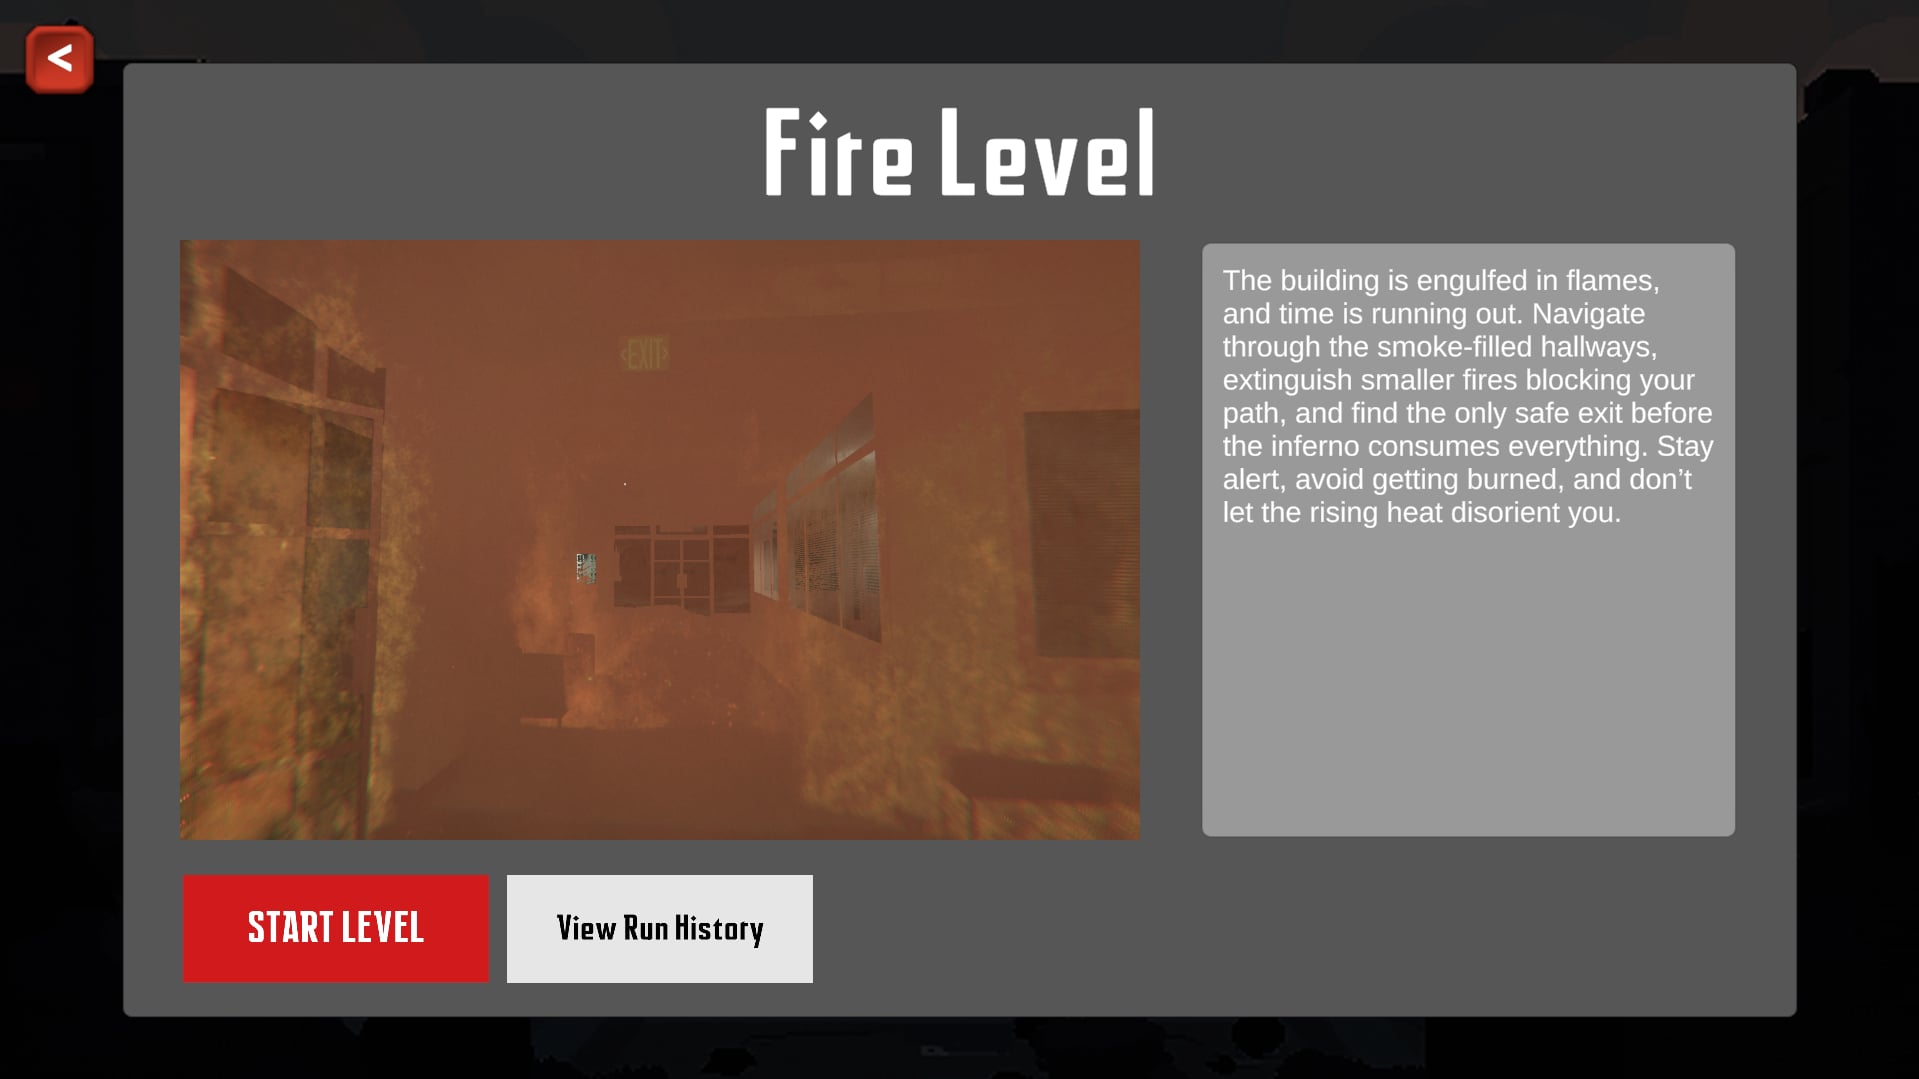 <
Fire Level
<EXIT>
The building is engulfed in flames,
and time is running out. Navigate
through the smoke-filled hallways,
extinguish smaller fires blocking your
path, and find the only safe exit before
the inferno consumes everything. Stay
alert, avoid getting burned, and don’t
let the rising heat disorient you.
START LEVEL
View Run History